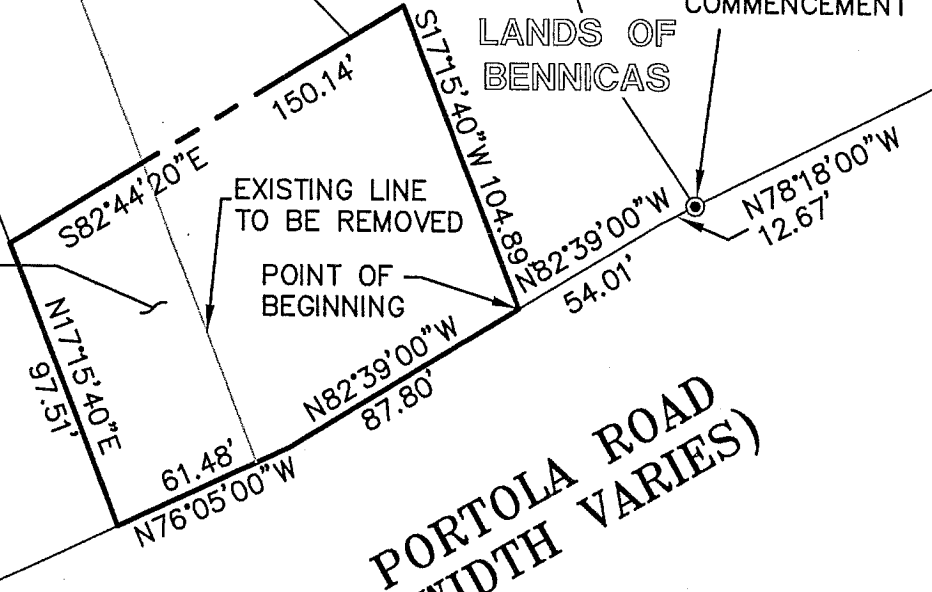 COMMENCEMENT
LANDS OF
BENNICAS
150.14'
S17°15'40"W 104.89'
S82°44'20"E
EXISTING LINE
TO BE REMOVED
N78°18'00"W
12.67'
N82°39'00"W
54.01'
POINT OF
BEGINNING
N17°15'40"E
97.51'
N82°39'00"W
87.80'
61.48'
N76°05'00"W
PORTOLA ROAD
WIDTH VARIES)